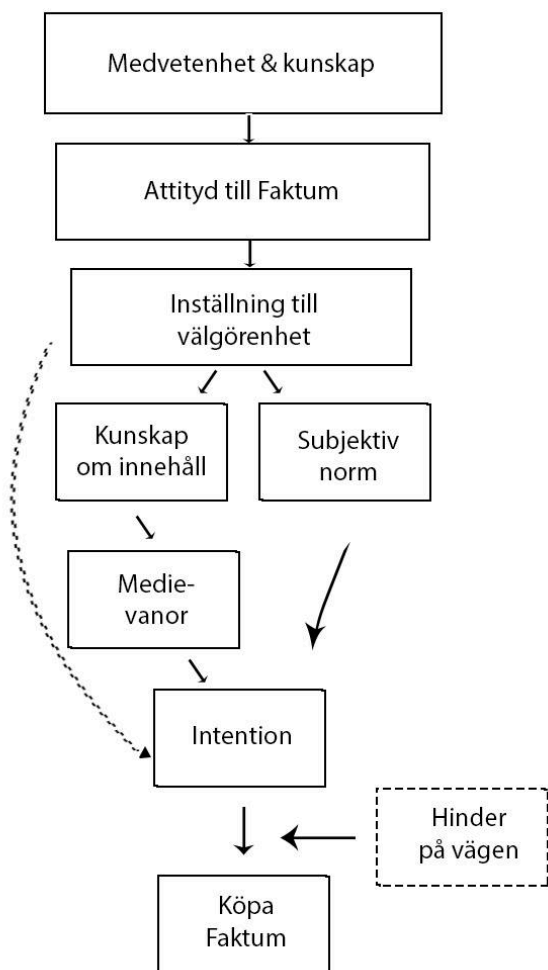 Medvetenhet & kunskap
Attityd till Faktum
Inställning till
välgörenhet
Kunskap
om innehåll
Subjektiv
norm
Medie-
vanor
Intention
Hinder
på vägen
Köpa
Faktum